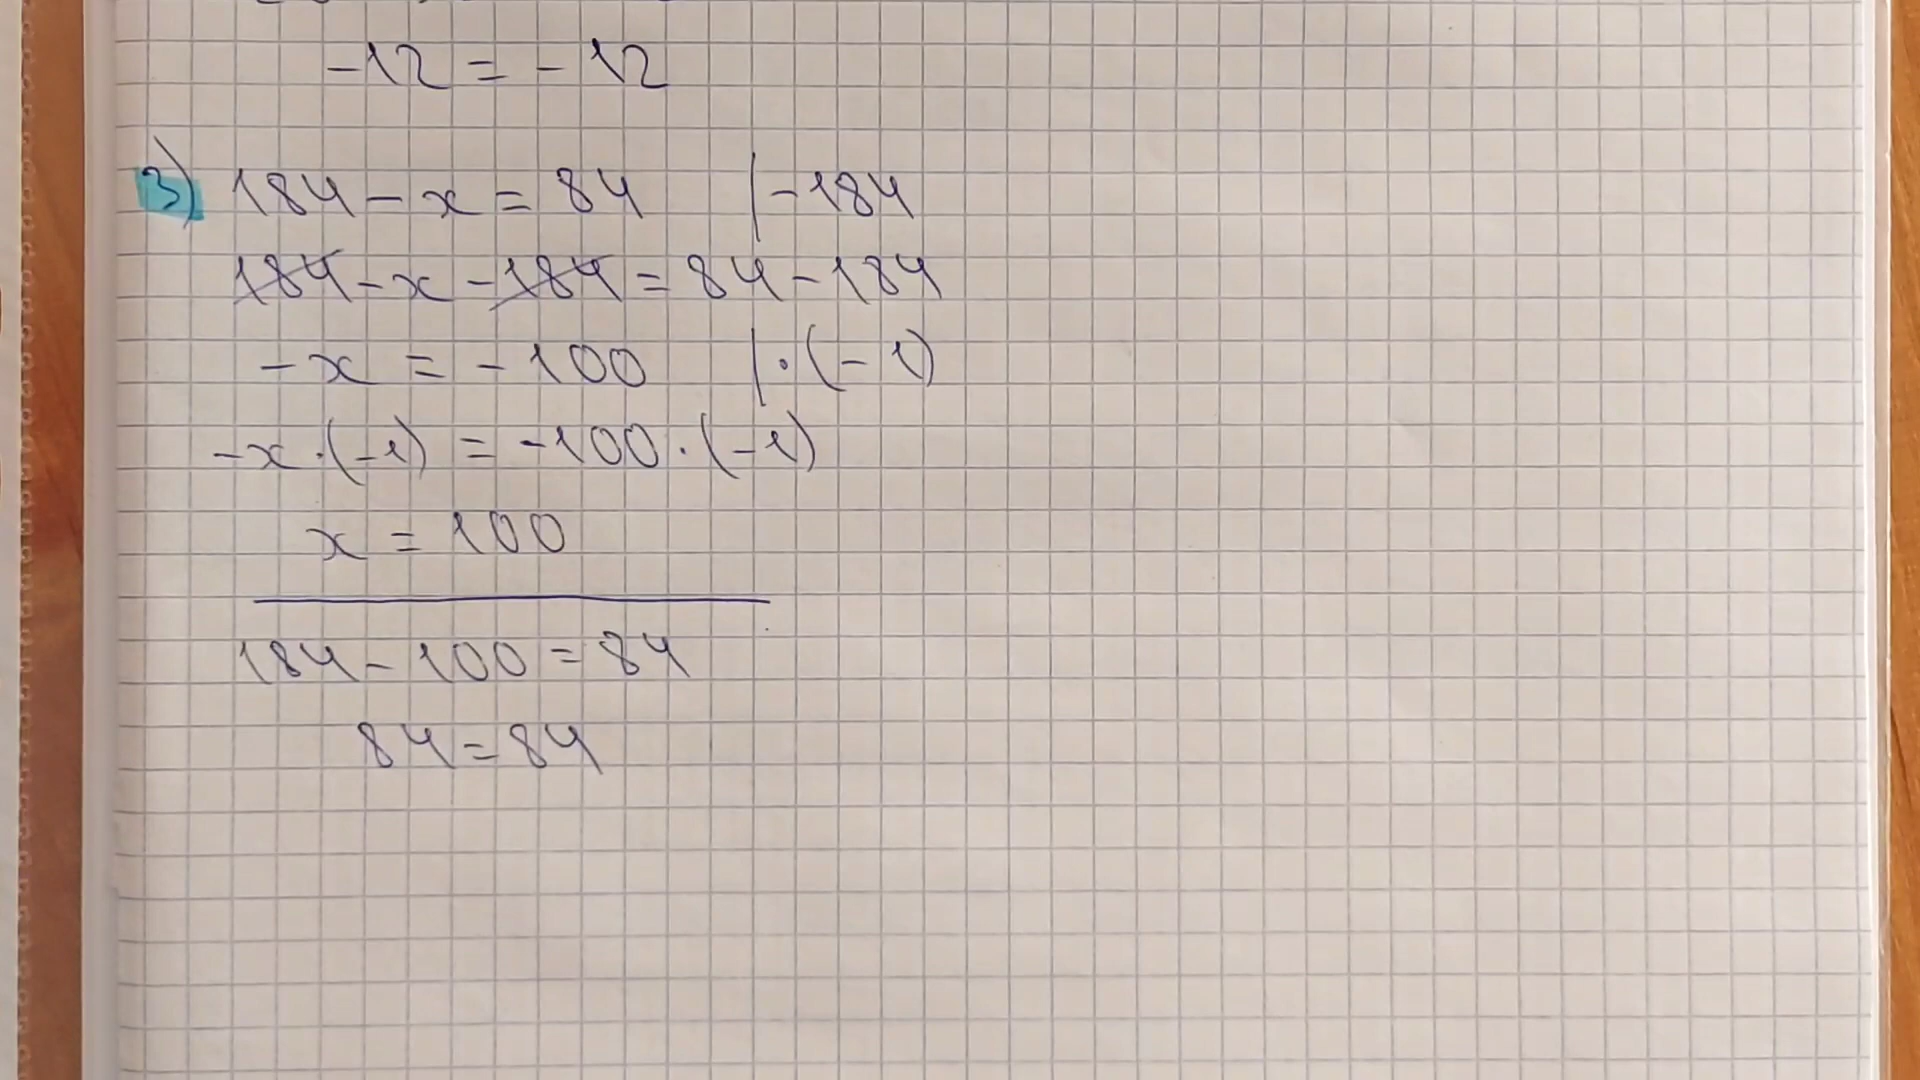 -12 = -12
3) 184 - x = 84 | -184
184 - x - 184 = 84 - 184
-x = -100 | · (-1)
-x · (-1) = -100 · (-1)
x = 100
184 - 100 = 84
84 = 84